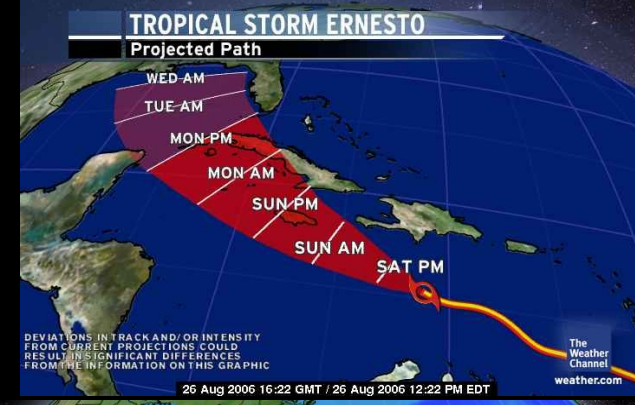 TROPICAL STORM ERNESTO
Projected Path
WED AM
TUE AM
MON PM
MON AM
SUN PM
SUN AM
SAT PM
DEVIATIONS IN TRACK AND/OR INTENSITY
FROM CURRENT PROJECTIONS COULD
RESULT IN SIGNIFICANT DIFFERENCES
FROM THE INFORMATION ON THIS GRAPHIC
The
Weather
Channel
weather.com
26 Aug 2006 16:22 GMT / 26 Aug 2006 12:22 PM EDT